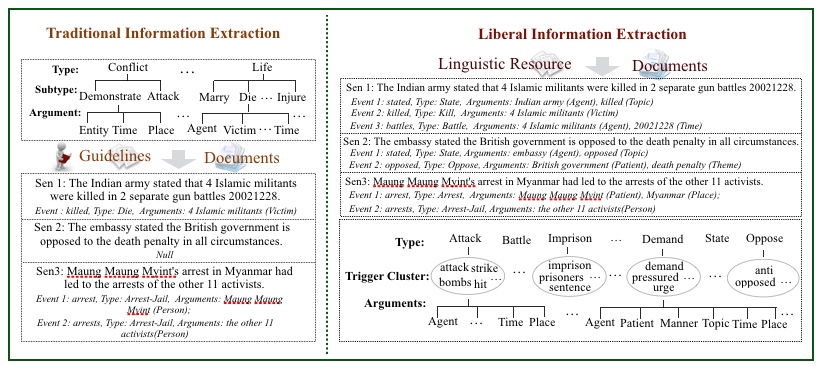 Traditional Information Extraction
Type: Conflict … Life
Subtype: Demonstrate Attack Marry Die … Injure
Argument: Entity Time Place Agent Victim … Time
Guidelines Documents
Sen 1: The Indian army stated that 4 Islamic militants
were killed in 2 separate gun battles 20021228.
Event : killed, Type: Die, Arguments: 4 Islamic militants (Victim)
Sen 2: The embassy stated the British government is
opposed to the death penalty in all circumstances.
Null
Sen3: Maung Maung Myint's arrest in Myanmar had
led to the arrests of the other 11 activists.
Event 1: arrest, Type: Arrest-Jail, Arguments: Maung Maung
Myint (Person);
Event 2: arrests, Type: Arrest-Jail, Arguments: the other 11
activists(Person)
Liberal Information Extraction
Linguistic Resource Documents
Sen 1: The Indian army stated that 4 Islamic militants were killed in 2 separate gun battles 20021228.
Event 1: stated, Type: State, Arguments: Indian army (Agent), killed (Topic)
Event 2: killed, Type: Kill, Arguments: 4 Islamic militants (Victim)
Event 3: battles, Type: Battle, Arguments: 4 Islamic militants (Agent), 20021228 (Time)
Sen 2: The embassy stated the British government is opposed to the death penalty in all circumstances.
Event 1: stated, Type: State, Arguments: embassy (Agent), opposed (Topic)
Event 2: opposed, Type: Oppose, Arguments: British government (Agent), death penalty (Theme)
Sen3: Maung Maung Myint's arrest in Myanmar had led to the arrests of the other 11 activists.
Event 1: arrest, Type: Arrest, Arguments: Maung Maung Myint (Patient), Myanmar (Place);
Event 2: arrests, Type: Arrest-Jail, Arguments: the other 11 activists(Person)
Type: Attack Battle Imprison … Demand State Oppose
Trigger Cluster: attack strike bombs hit … … imprison prisoners … sentence … demand pressured … urge … anti opposed …
Arguments: … … …
Agent … Time Place Agent Patient Manner Topic Time Place